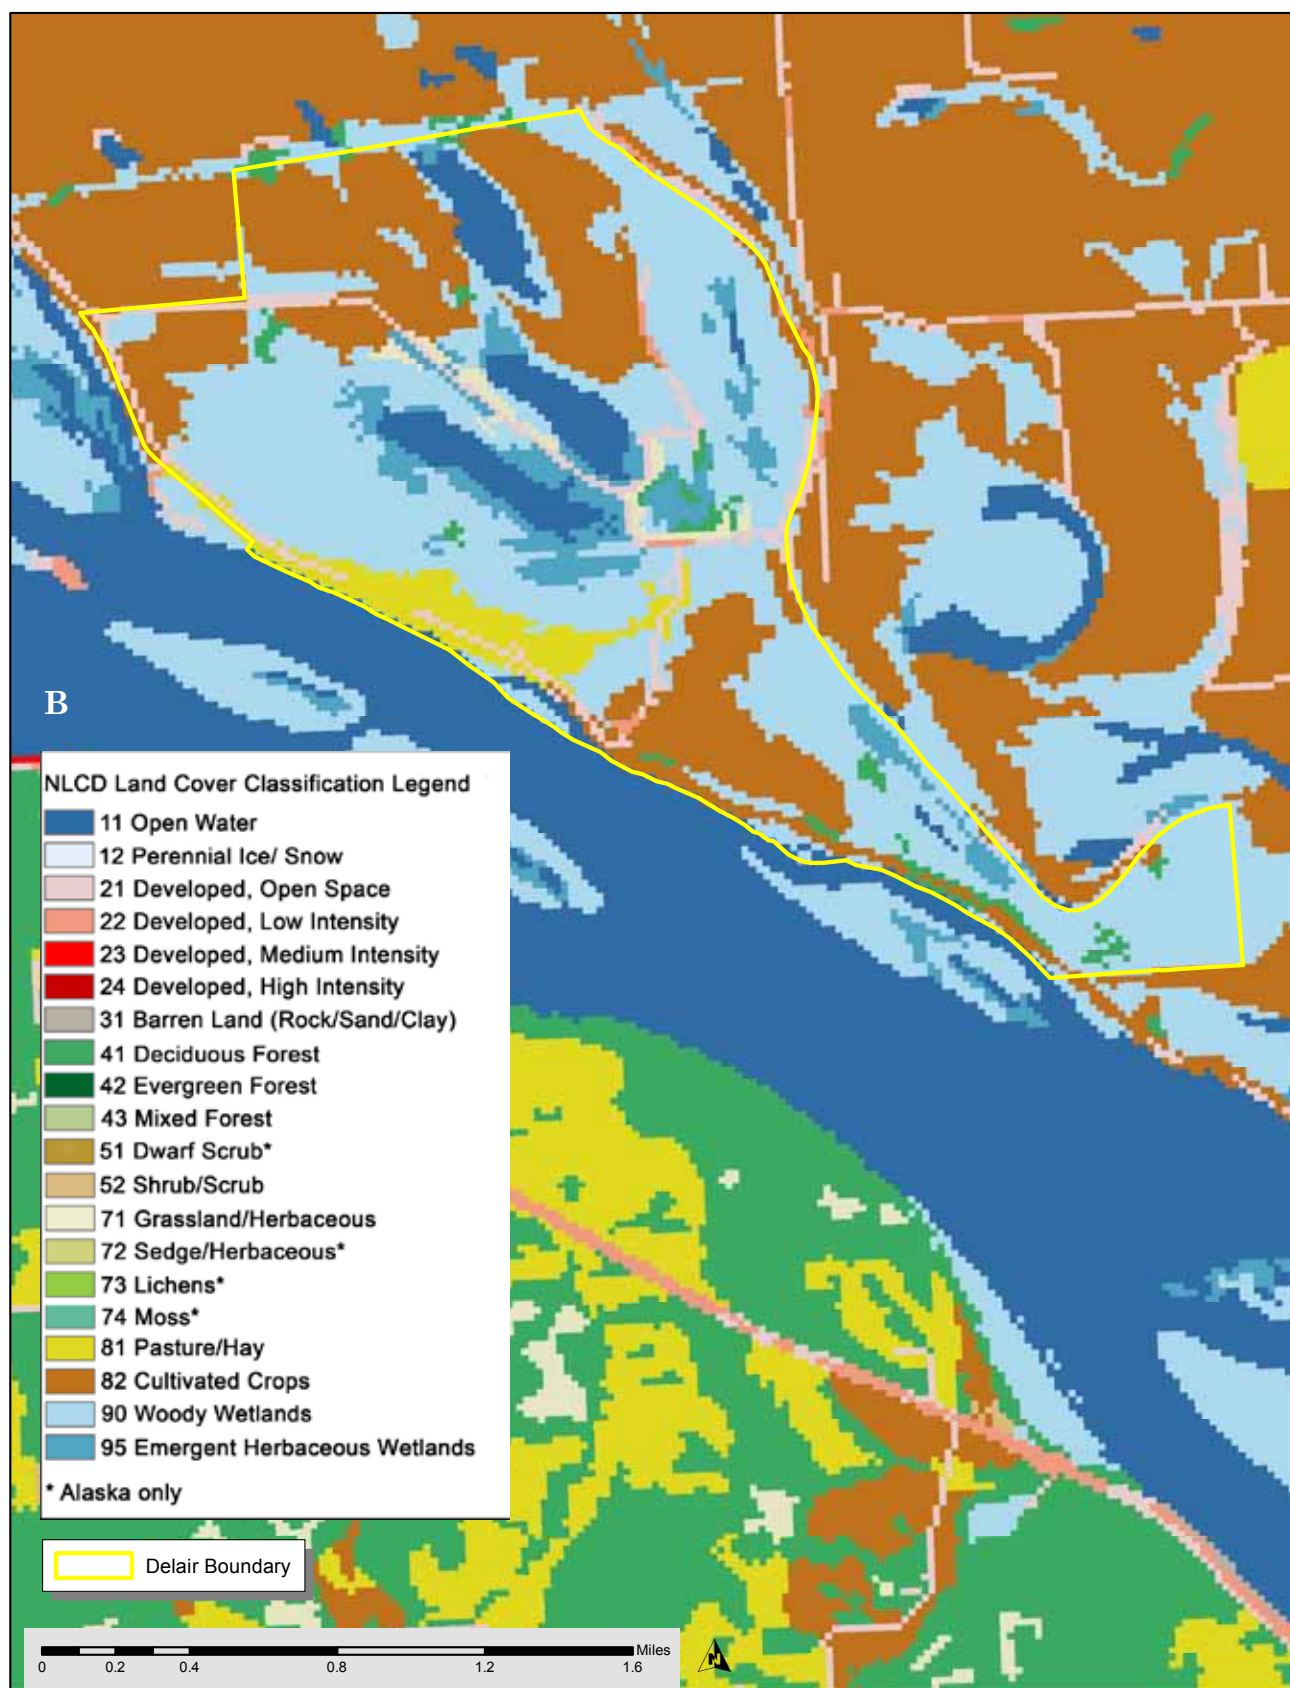 B
NLCD Land Cover Classification Legend
11 Open Water
12 Perennial Ice/ Snow
21 Developed, Open Space
22 Developed, Low Intensity
23 Developed, Medium Intensity
24 Developed, High Intensity
31 Barren Land (Rock/Sand/Clay)
41 Deciduous Forest
42 Evergreen Forest
43 Mixed Forest
51 Dwarf Scrub*
52 Shrub/Scrub
71 Grassland/Herbaceous
72 Sedge/Herbaceous*
73 Lichens*
74 Moss*
81 Pasture/Hay
82 Cultivated Crops
90 Woody Wetlands
95 Emergent Herbaceous Wetlands
* Alaska only
Delair Boundary
Miles
0 0.2 0.4 0.8 1.2 1.6
N